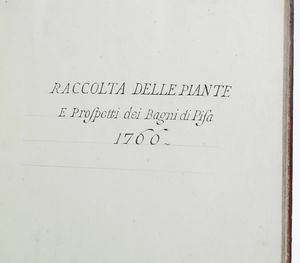 RACCOLTA DELLE PIANTE
E Proſpetti dei Bagni di Piſa
1760